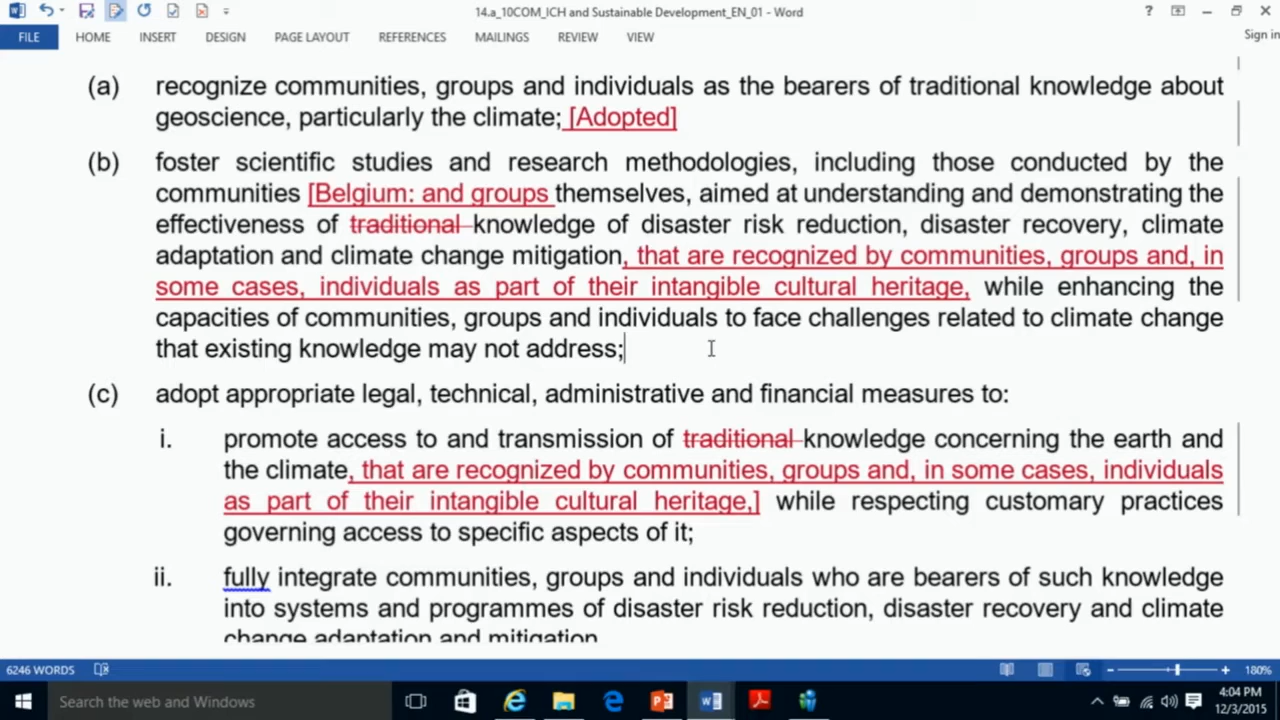 14.a_10COM_ICH and Sustainable Development_EN_01 - Word
FILE HOME INSERT DESIGN PAGE LAYOUT REFERENCES MAILINGS REVIEW VIEW Sign in
(a) recognize communities, groups and individuals as the bearers of traditional knowledge about
geoscience, particularly the climate; [Adopted]
(b) foster scientific studies and research methodologies, including those conducted by the
communities [Belgium: and groups themselves, aimed at understanding and demonstrating the
effectiveness of traditional knowledge of disaster risk reduction, disaster recovery, climate
adaptation and climate change mitigation, that are recognized by communities, groups and, in
some cases, individuals as part of their intangible cultural heritage, while enhancing the
capacities of communities, groups and individuals to face challenges related to climate change
that existing knowledge may not address;
(c) adopt appropriate legal, technical, administrative and financial measures to:
i. promote access to and transmission of traditional knowledge concerning the earth and
the climate, that are recognized by communities, groups and, in some cases, individuals
as part of their intangible cultural heritage,] while respecting customary practices
governing access to specific aspects of it;
ii. fully integrate communities, groups and individuals who are bearers of such knowledge
into systems and programmes of disaster risk reduction, disaster recovery and climate
change adaptation and mitigation
6246 WORDS 180%
Search the web and Windows
4:04 PM
12/3/2015